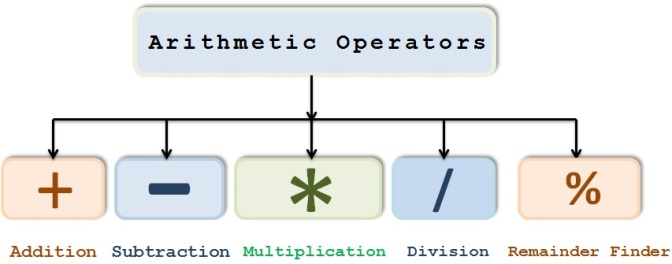 Arithmetic Operators
+ - * / %
Addition Subtraction Multiplication Division Remainder Finder